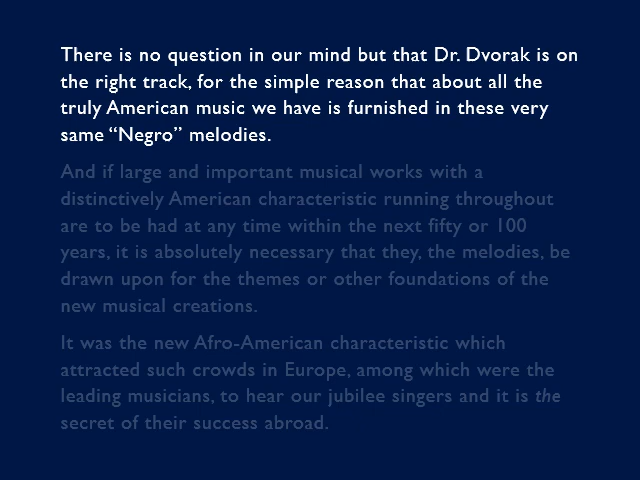 There is no question in our mind but that Dr. Dvorak is on
the right track, for the simple reason that about all the
truly American music we have is furnished in these very
same “Negro” melodies.
And if large and important musical works with a
distinctively American characteristic running throughout
are to be had at any time within the next fifty or 100
years, it is absolutely necessary that they, the melodies, be
drawn upon for the themes or other foundations of the
new musical creations.
It was the new Afro-American characteristic which
attracted such crowds in Europe, among which were the
leading musicians, to hear our jubilee singers and it is the
secret of their success abroad.